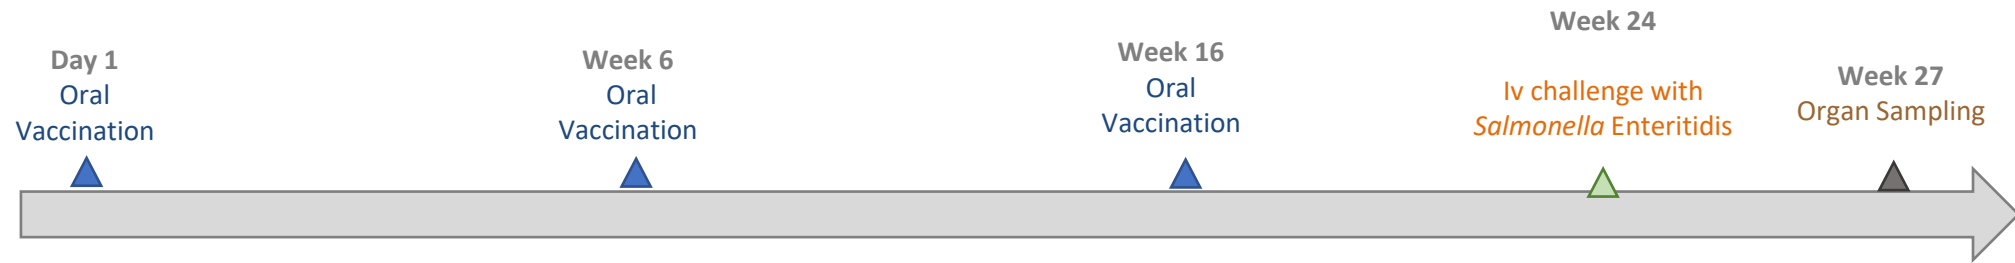 Day 1
Oral
Vaccination
Week 6
Oral
Vaccination
Week 16
Oral
Vaccination
Week 24
Iv challenge with
Salmonella Enteritidis
Week 27
Organ Sampling